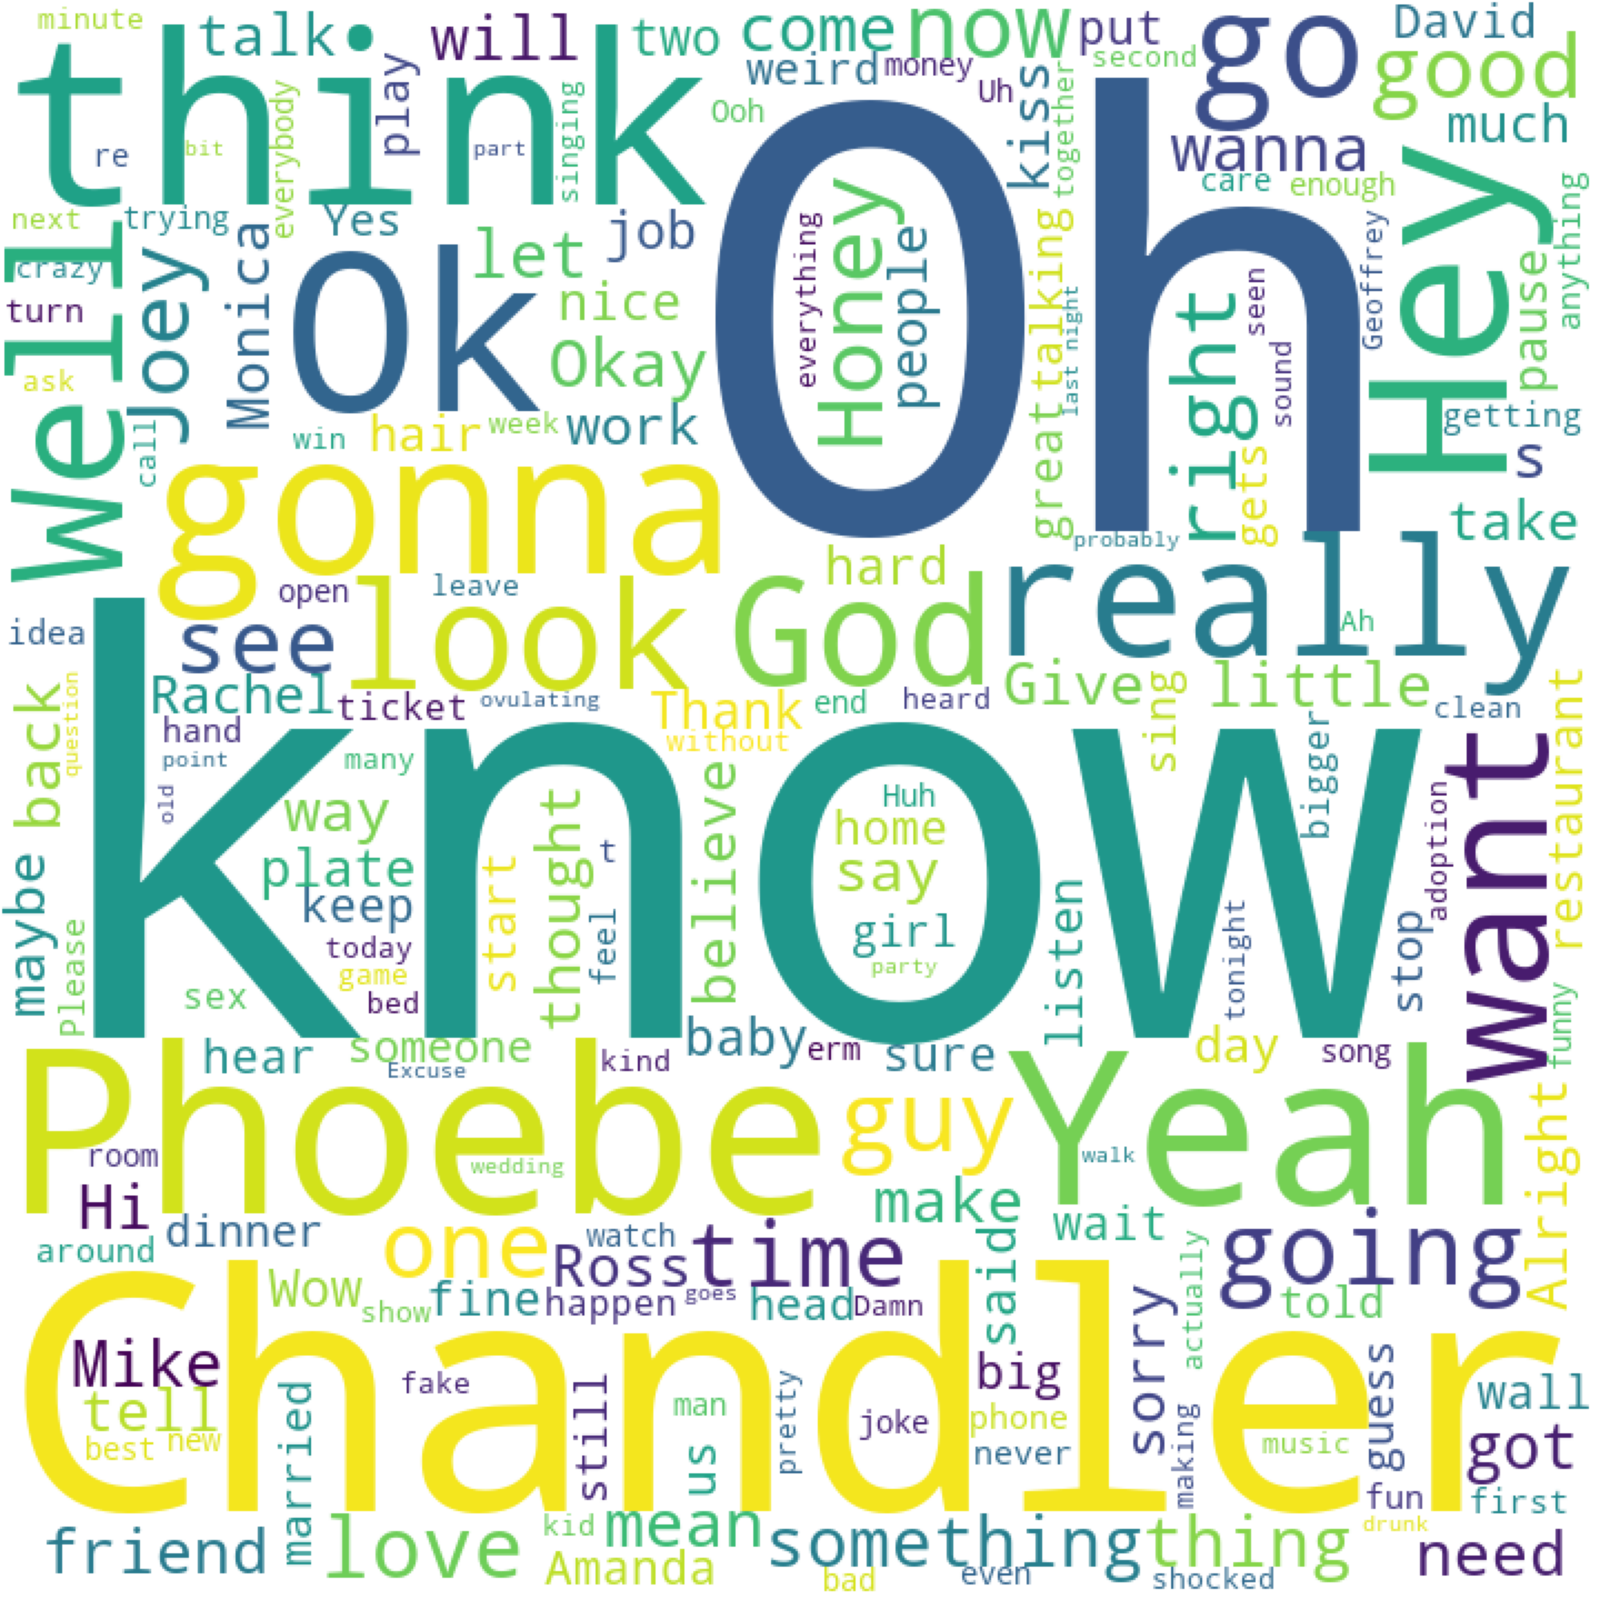 minute
talk
will
two
come
now
put
David
think
play
weird
money
second
go
good
Uh
kiss
Ooh
together
much
everybody
singing
re
bit
part
wanna
Oh
Hey
care
enough
anything
next
trying
Yes
job
Monica
Joey
let
Well
crazy
turn
Ok
nice
everything
Honey
people
great
talking
last night
right
seen
sound
Geoffrey
pause
Okay
ask
call
win
hair
week
work
getting
s
gonna
gets
take
probably
hard
really
open
leave
look
God
idea
see
Ah
Rachel
ticket
ovulating
Thank
end
heard
Give
little
clean
hand
without
sing
question
back
point
many
know
bigger
want
restaurant
old
way
thought
believe
Huh
home
adoption
plate
t
say
maybe
keep
start
feel
girl
listen
tonight
stop
today
game
party
Please
sex
bed
funny
hear
someone
Excuse
kind
baby
erm
sure
day
song
Phoebe
guy
Yeah
Alright
room
wedding
walk
Hi
make
dinner
one
watch
wait
around
Ross
time
said
actually
going
Wow
show
fine
happen
goes
head
Damn
sorry
told
Chandler
Mike
fake
big
guess
wall
tell
married
still
man
pretty
joke
phone
best
new
us
never
making
music
got
fun
first
friend
love
kid
mean
something
thing
drunk
need
Amanda
bad
even
shocked